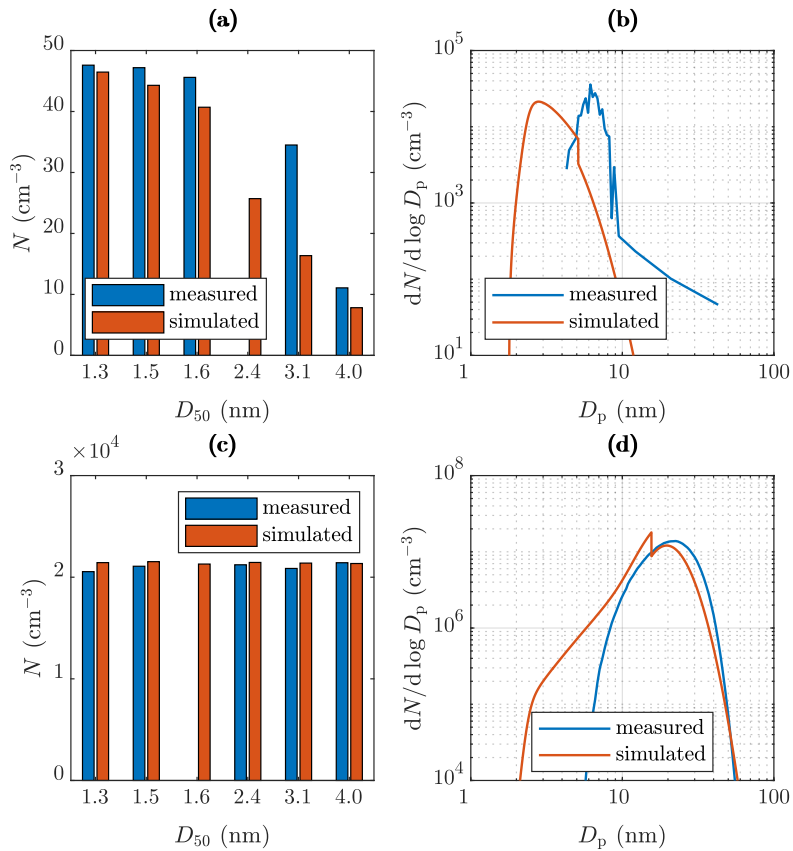 (a)
N (cm⁻³)
50
40
30
20
10
0
measured
simulated
1.3 1.5 1.6 2.4 3.1 4.0
D₅₀ (nm)
(b)
dN/d log Dₚ (cm⁻³)
10⁵
10³
10¹
measured
simulated
1 10 100
Dₚ (nm)
(c)
×10⁴
N (cm⁻³)
3
2
1
0
measured
simulated
1.3 1.5 1.6 2.4 3.1 4.0
D₅₀ (nm)
(d)
dN/d log Dₚ (cm⁻³)
10⁸
10⁶
10⁴
measured
simulated
1 10 100
Dₚ (nm)